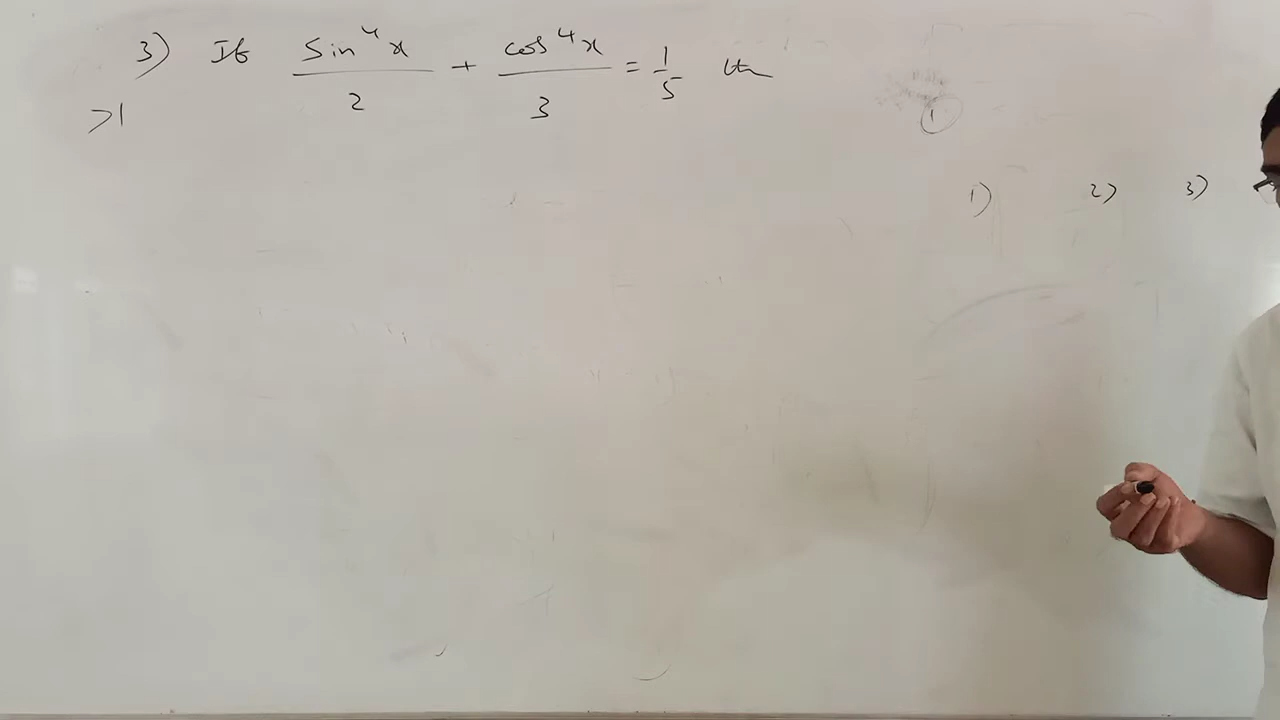 3) If sin⁴x/2 + cos⁴x/3 = 1/5 th
>1
1
1) 2) 3)